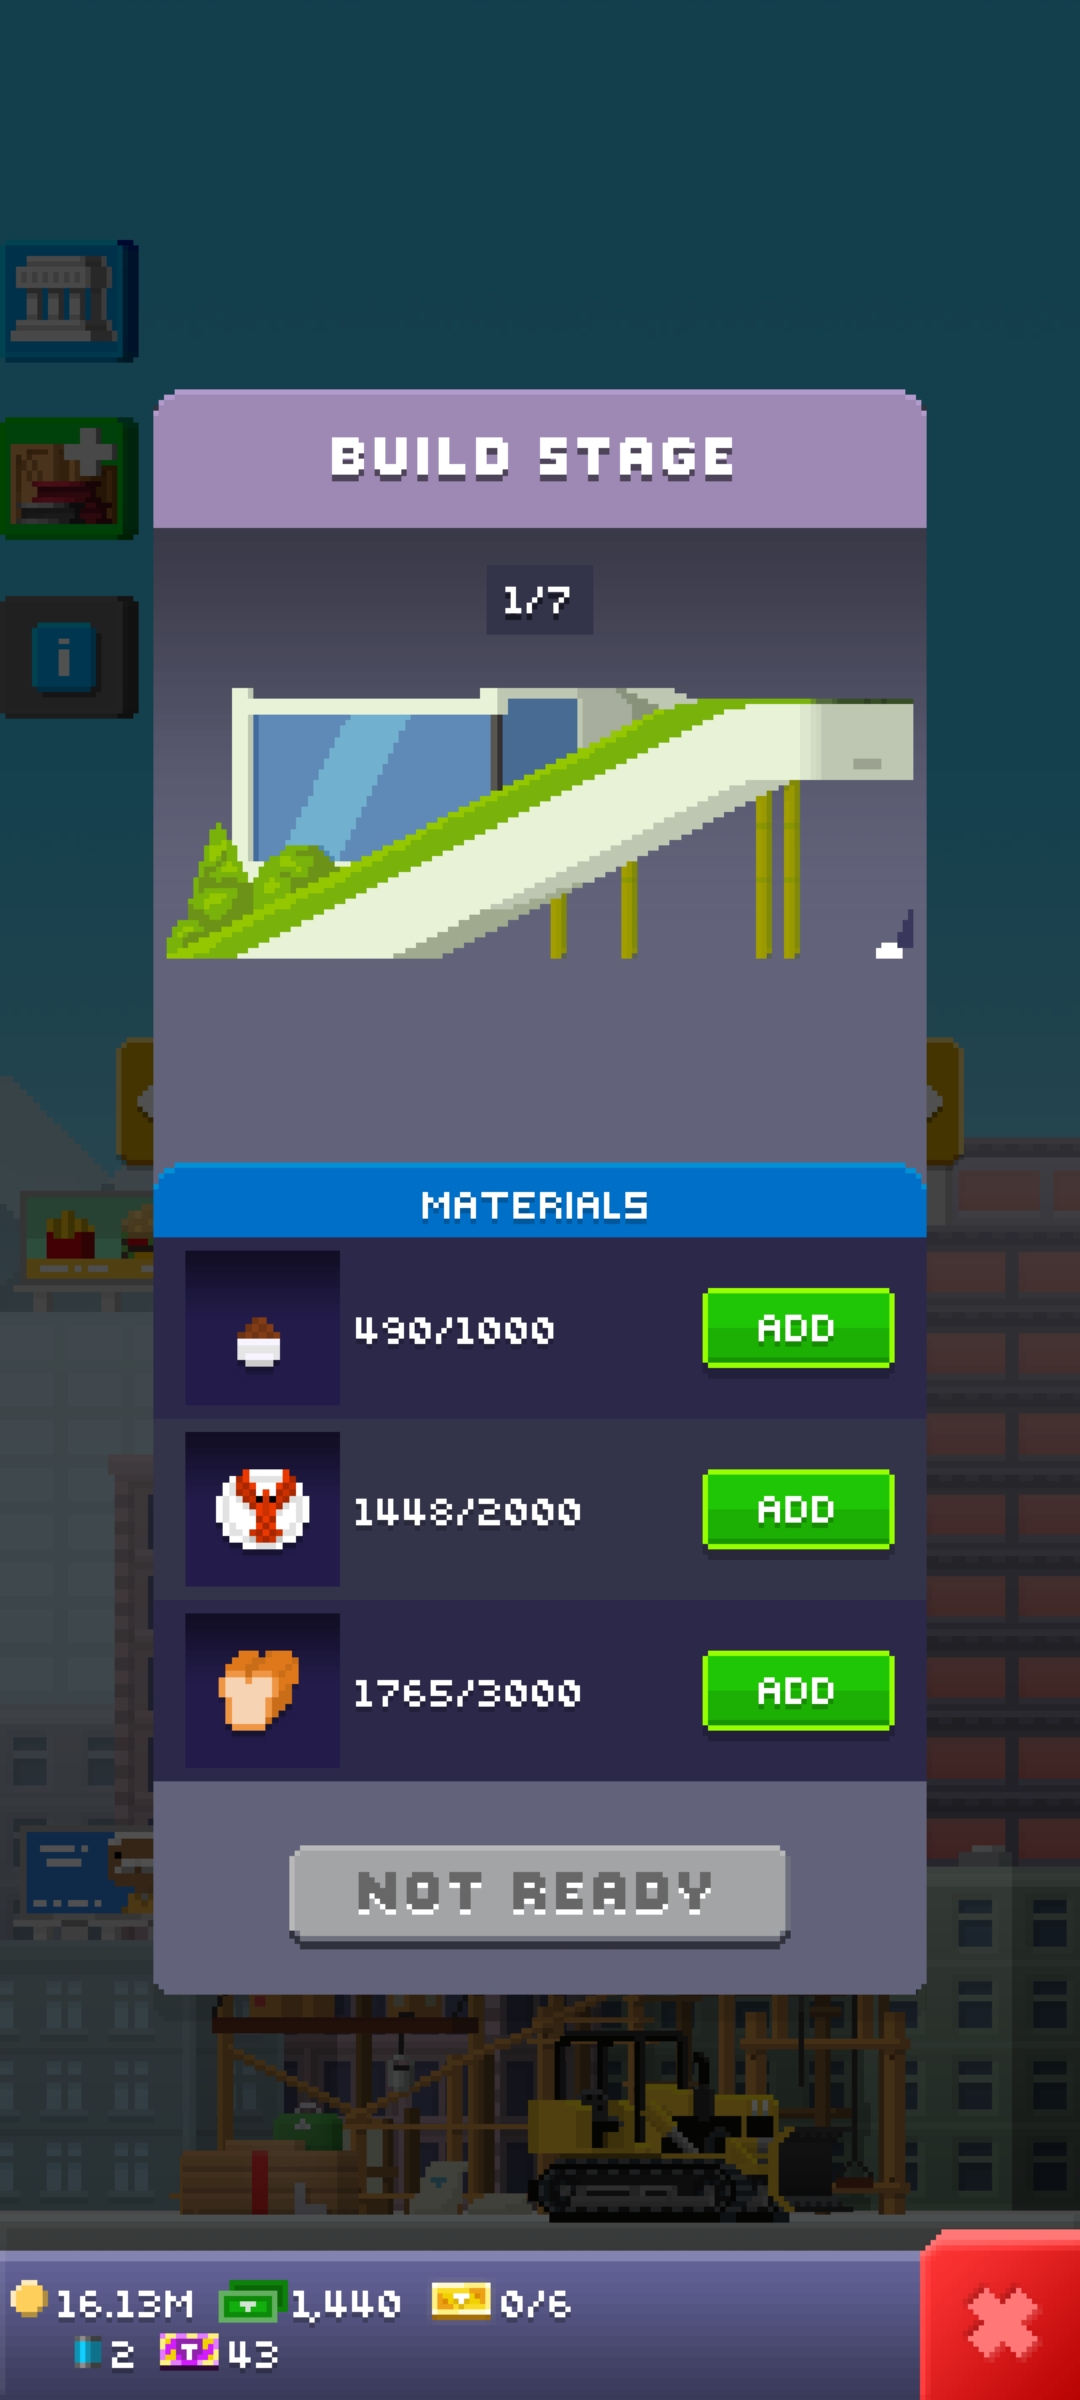 BUILD STAGE
1/7
MATERIALS
490/1000
ADD
1448/2000
ADD
1765/3000
ADD
NOT READY
16.13M 1,440 0/6
2 43